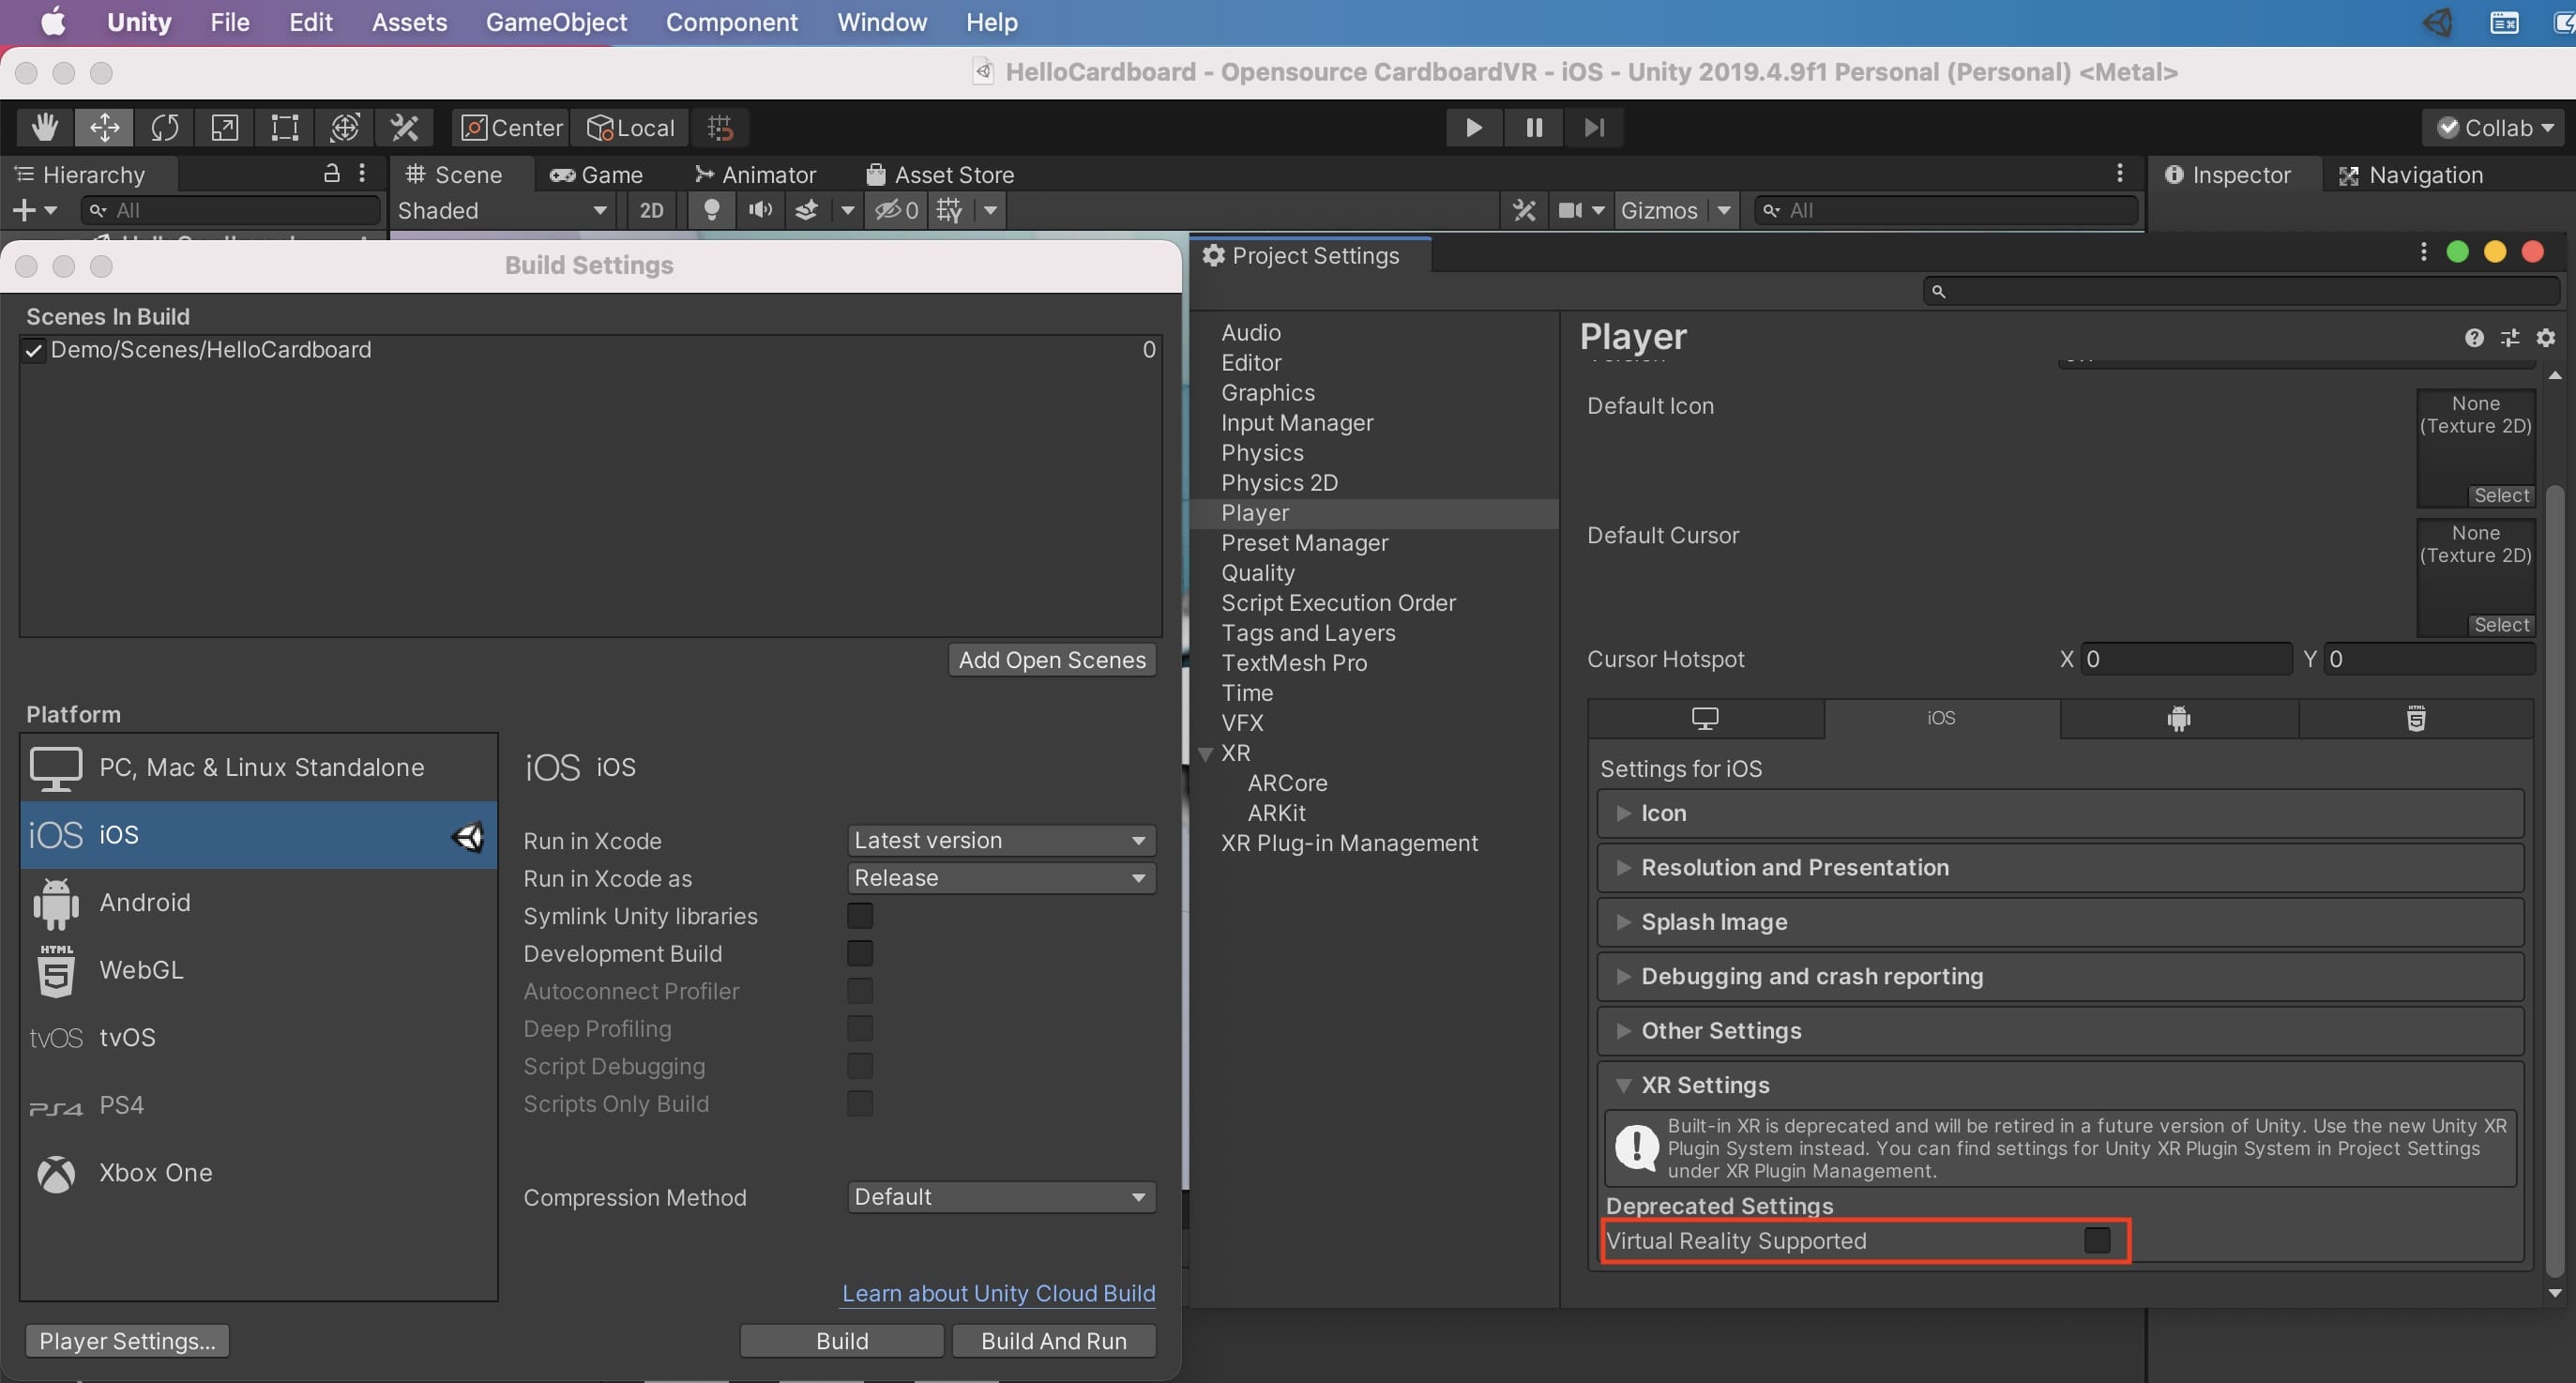 Unity File Edit Assets GameObject Component Window Help
HelloCardboard - Opensource CardboardVR - iOS - Unity 2019.4.9f1 Personal (Personal) <Metal>
Center Local Collab
Hierarchy Scene Game Animator Asset Store Inspector Navigation
All Shaded 2D 0 Gizmos All
Build Settings
Scenes In Build
Demo/Scenes/HelloCardboard 0
Add Open Scenes
Platform
PC, Mac & Linux Standalone
iOS iOS
Android
HTML
5 WebGL
tvOS tvOS
PS4 PS4
Xbox One
iOS iOS
Run in Xcode Latest version
Run in Xcode as Release
Symlink Unity libraries
Development Build
Autoconnect Profiler
Deep Profiling
Script Debugging
Scripts Only Build
Compression Method Default
Learn about Unity Cloud Build
Player Settings... Build Build And Run
Project Settings
Audio
Editor
Graphics
Input Manager
Physics
Physics 2D
Player
Preset Manager
Quality
Script Execution Order
Tags and Layers
TextMesh Pro
Time
VFX
XR
ARCore
ARKit
XR Plug-in Management
Player
Default Icon
None
(Texture 2D)
Select
Default Cursor
None
(Texture 2D)
Select
Cursor Hotspot X 0 Y 0
iOS HTML 5
Settings for iOS
Icon
Resolution and Presentation
Splash Image
Debugging and crash reporting
Other Settings
XR Settings
Built-in XR is deprecated and will be retired in a future version of Unity. Use the new Unity XR
Plugin System instead. You can find settings for Unity XR Plugin System in Project Settings
under XR Plugin Management.
Deprecated Settings
Virtual Reality Supported